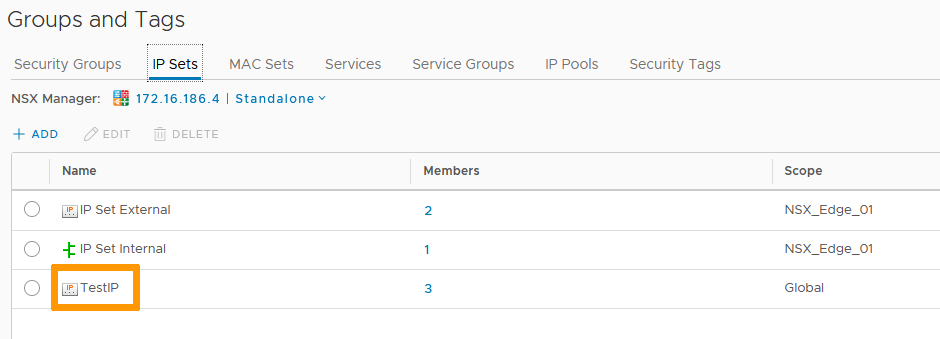 Groups and Tags
Security Groups IP Sets MAC Sets Services Service Groups IP Pools Security Tags
NSX Manager: 172.16.186.4 | Standalone
+ ADD EDIT DELETE
Name Members Scope
IP IP Set External 2 NSX_Edge_01
IP Set Internal 1 NSX_Edge_01
IP TestIP 3 Global